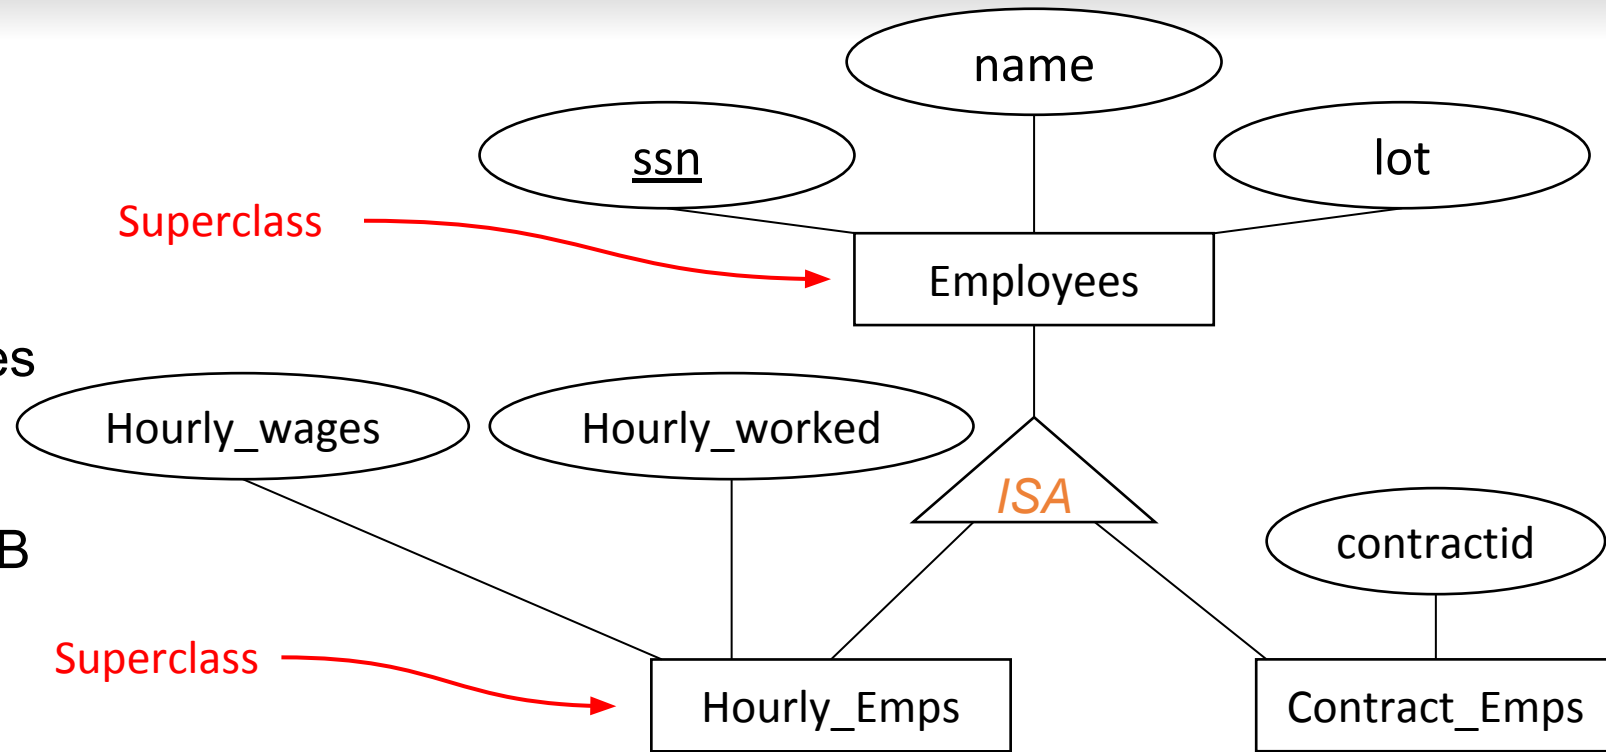 name
ssn
lot
Superclass
Employees
es
Hourly_wages
Hourly_worked
ISA
B
contractid
Superclass
Hourly_Emps
Contract_Emps